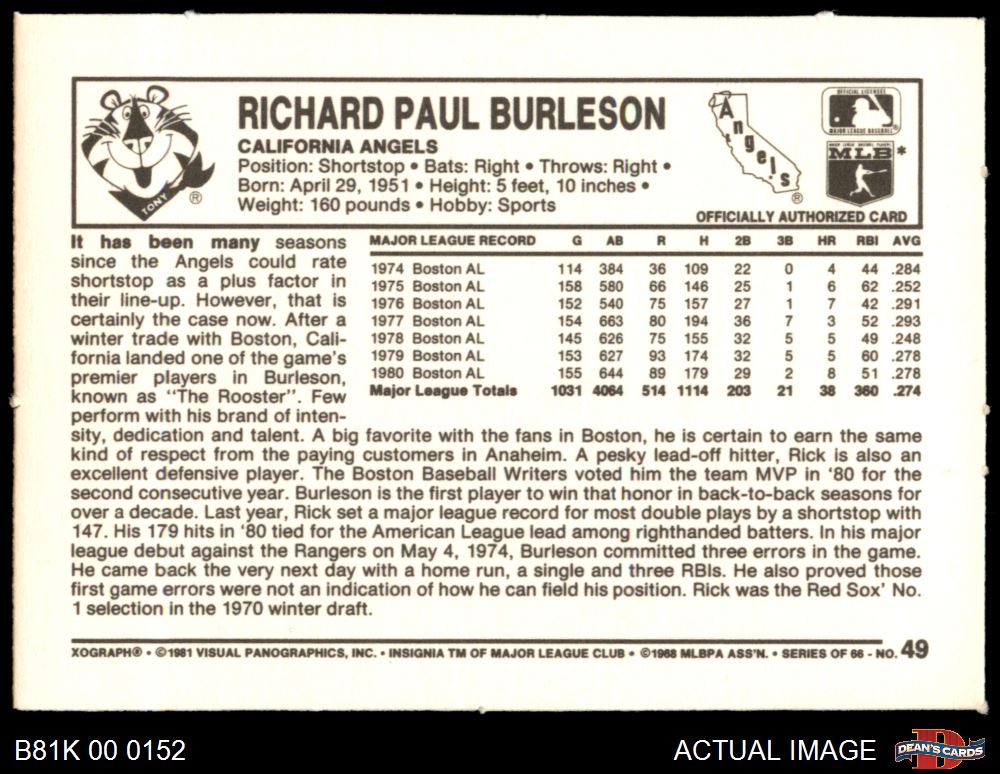 RICHARD PAUL BURLESON
CALIFORNIA ANGELS
Position: Shortstop • Bats: Right • Throws: Right •
Born: April 29, 1951 • Height: 5 feet, 10 inches •
Weight: 160 pounds • Hobby: Sports
TONY ®
Angels ®
OFFICIAL LICENSEE
MAJOR LEAGUE BASEBALL ®
MLB *
OFFICIALLY AUTHORIZED CARD
It has been many seasons
since the Angels could rate
shortstop as a plus factor in
their line-up. However, that is
certainly the case now. After a
winter trade with Boston, Cali-
fornia landed one of the game's
premier players in Burleson,
known as "The Rooster". Few
perform with his brand of inten-
MAJOR LEAGUE RECORD G AB R H 2B 3B HR RBI AVG
1974 Boston AL 114 384 36 109 22 0 4 44 .284
1975 Boston AL 158 580 66 146 25 1 6 62 .252
1976 Boston AL 152 540 75 157 27 1 7 42 .291
1977 Boston AL 154 663 80 194 36 7 3 52 .293
1978 Boston AL 145 626 75 155 32 5 5 49 .248
1979 Boston AL 153 627 93 174 32 5 5 60 .278
1980 Boston AL 155 644 89 179 29 2 8 51 .278
Major League Totals 1031 4064 514 1114 203 21 38 360 .274
sity, dedication and talent. A big favorite with the fans in Boston, he is certain to earn the same
kind of respect from the paying customers in Anaheim. A pesky lead-off hitter, Rick is also an
excellent defensive player. The Boston Baseball Writers voted him the team MVP in '80 for the
second consecutive year. Burleson is the first player to win that honor in back-to-back seasons for
over a decade. Last year, Rick set a major league record for most double plays by a shortstop with
147. His 179 hits in '80 tied for the American League lead among righthanded batters. In his major
league debut against the Rangers on May 4, 1974, Burleson committed three errors in the game.
He came back the very next day with a home run, a single and three RBIs. He also proved those
first game errors were not an indication of how he can field his position. Rick was the Red Sox' No.
1 selection in the 1970 winter draft.
XOGRAPH® • ©1981 VISUAL PANOGRAPHICS, INC. • INSIGNIA TM OF MAJOR LEAGUE CLUB • ©1968 MLBPA ASS'N. • SERIES OF 66 - NO. 49
B81K 00 0152
ACTUAL IMAGE
DEAN'S CARDS